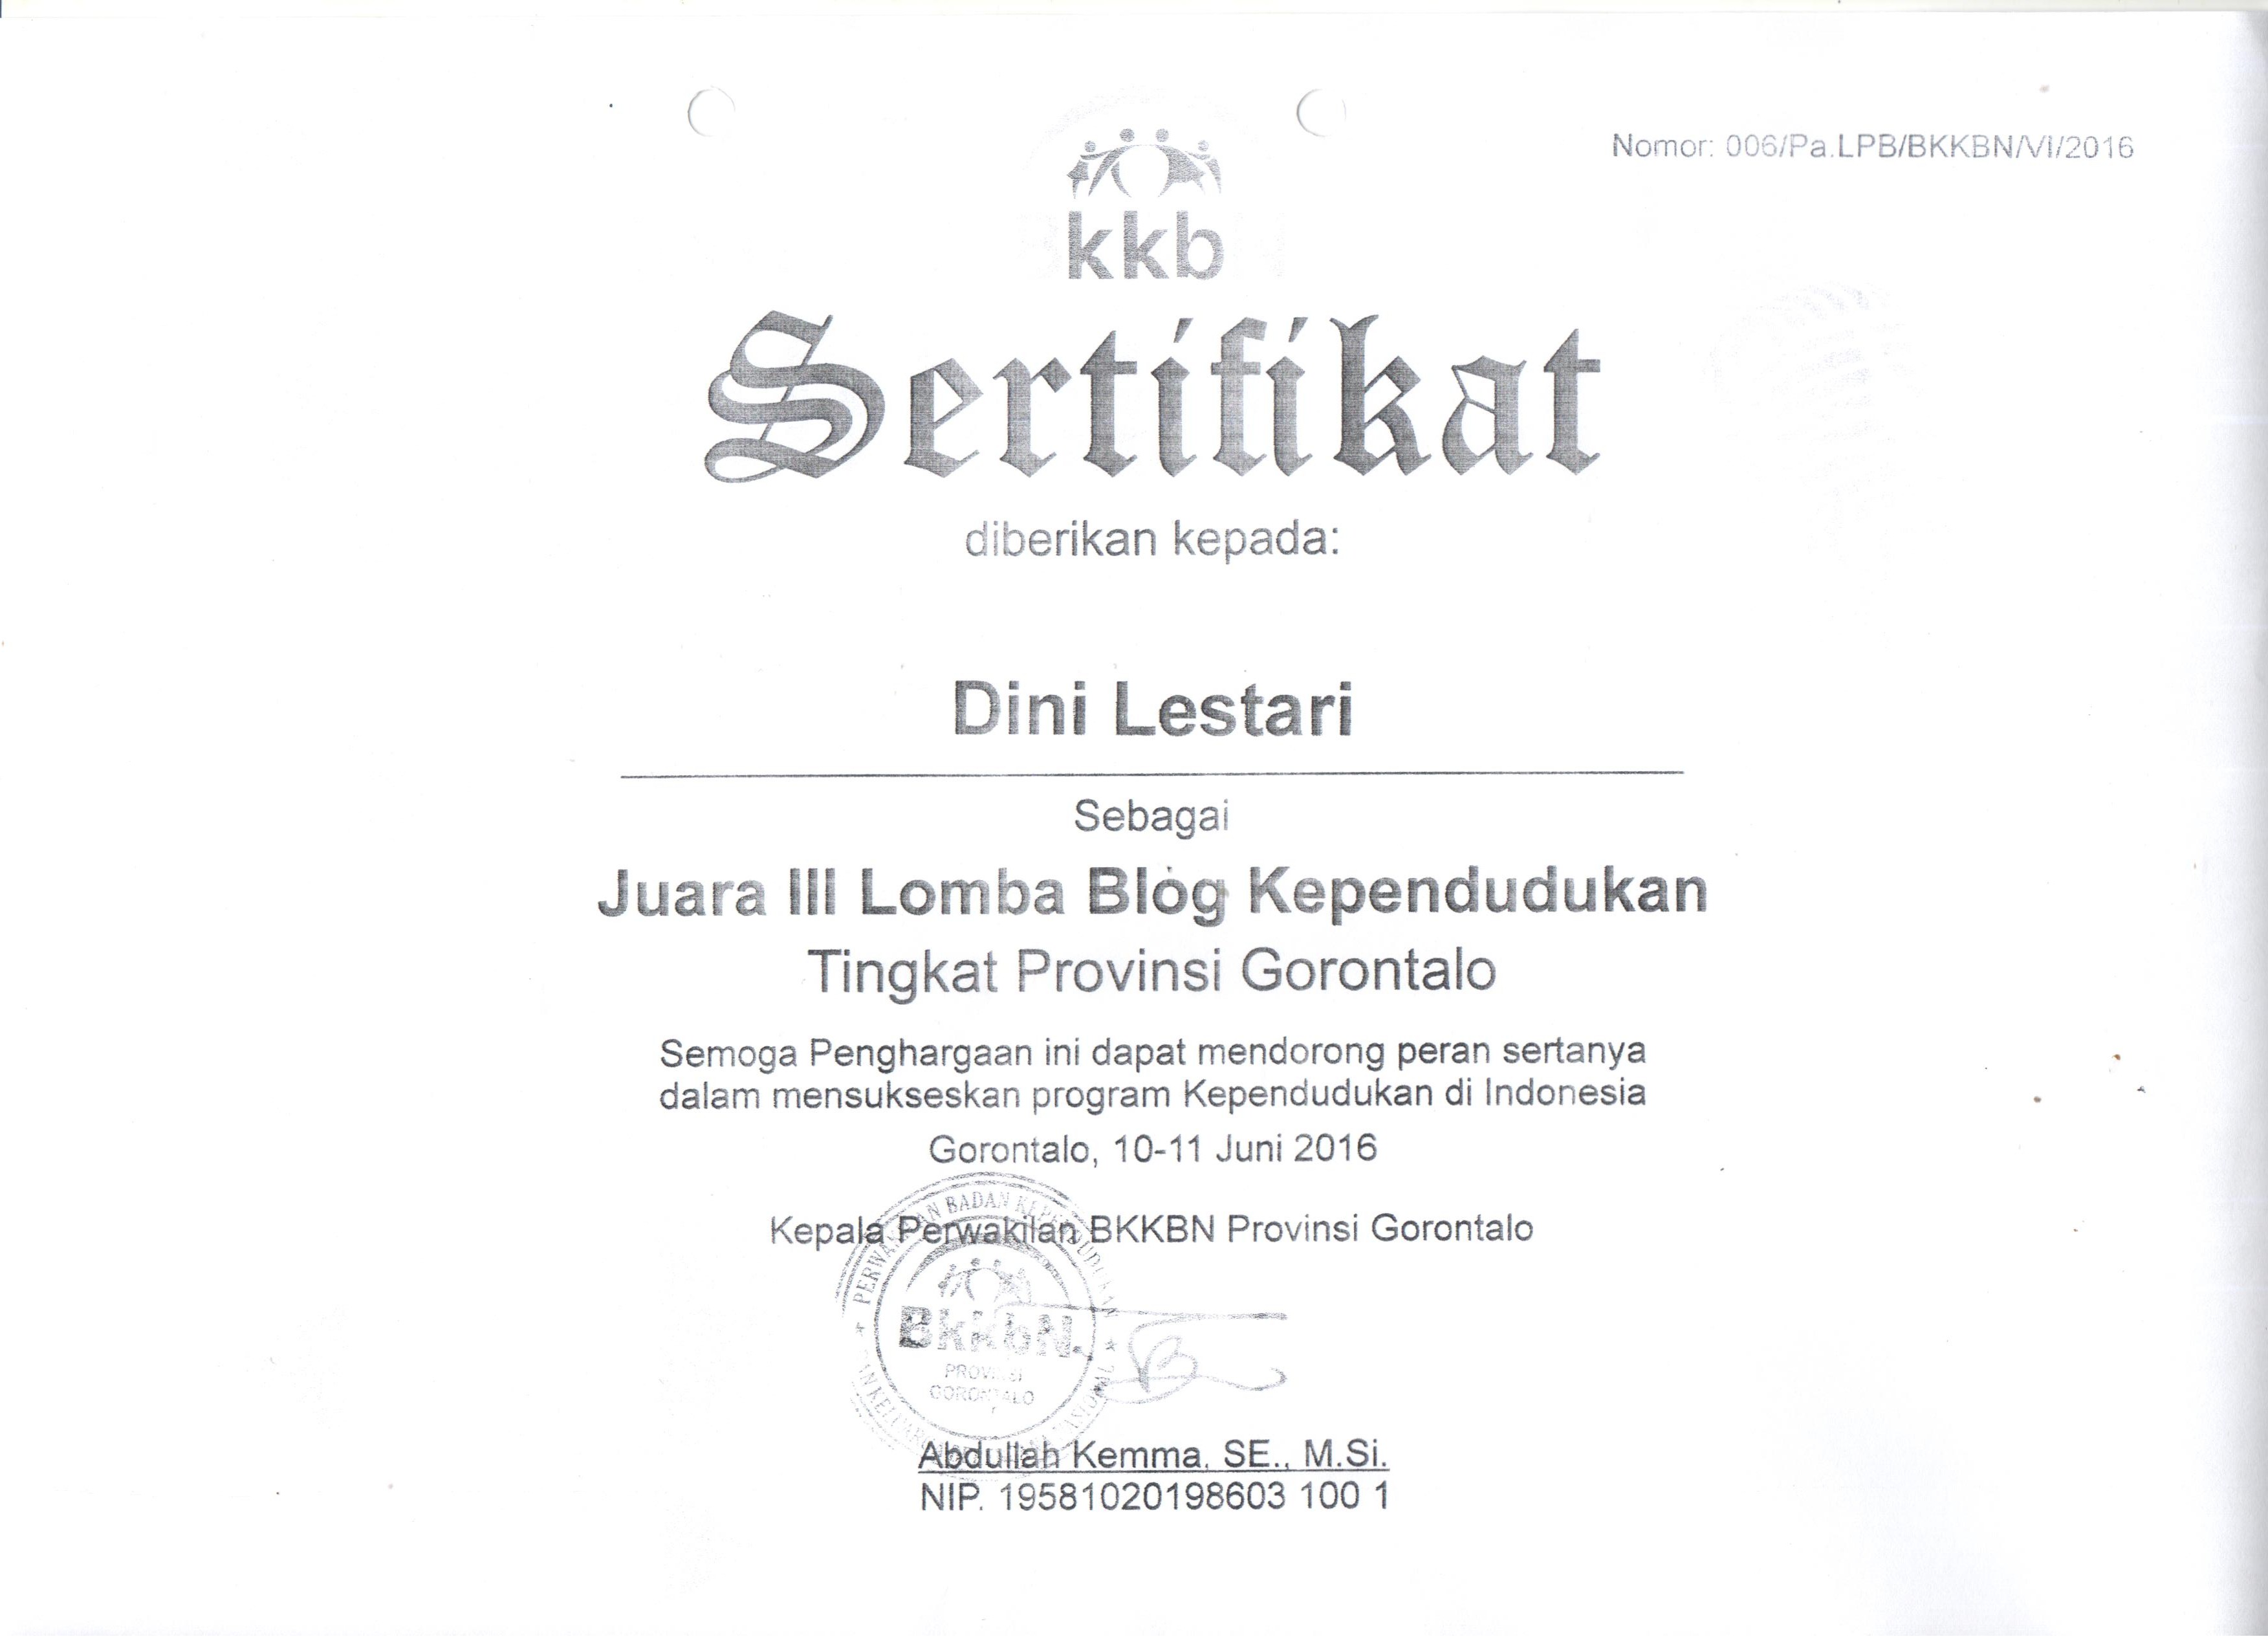 Nomor: 006/Pa.LPB/BKKBN/VI/2016
kkb
Sertifikat
diberikan kepada:
Dini Lestari
Sebagai
Juara III Lomba Blog Kependudukan
Tingkat Provinsi Gorontalo
Semoga Penghargaan ini dapat mendorong peran sertanya
dalam mensukseskan program Kependudukan di Indonesia
Gorontalo, 10-11 Juni 2016
Kepala Perwakilan BKKBN Provinsi Gorontalo
BADAN
BkkbN
PROVINSI
GORONTALO
Abdullah Kemma, SE., M.Si.
NIP. 19581020198603 100 1